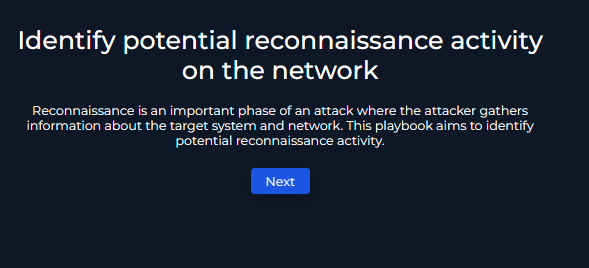 Identify potential reconnaissance activity
on the network
Reconnaissance is an important phase of an attack where the attacker gathers
information about the target system and network. This playbook aims to identify
potential reconnaissance activity.
Next